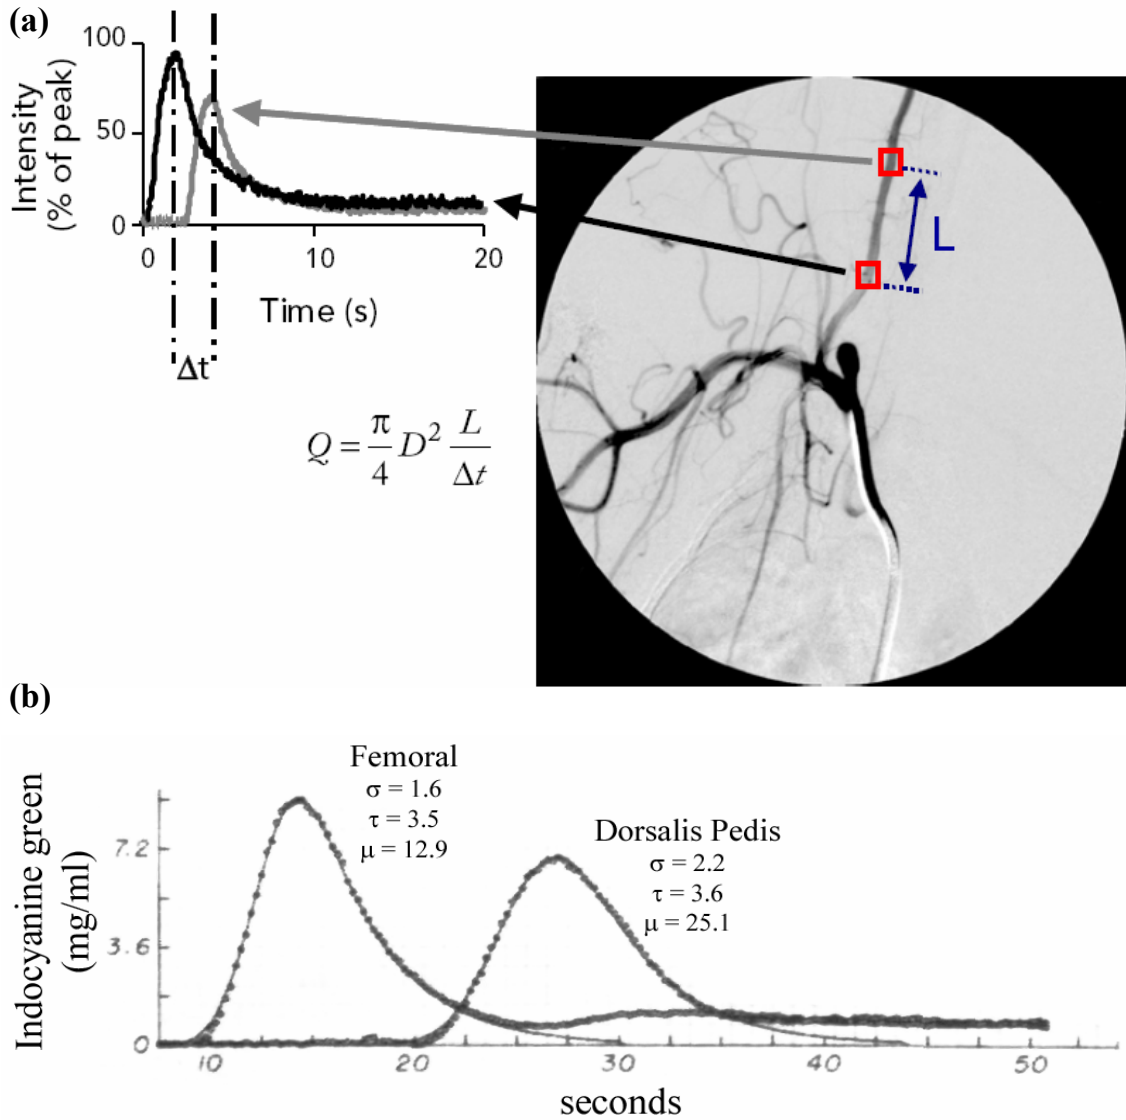 (a)
100
50
0
Intensity
(% of peak)
0 10 20
Time (s)
Δt
L
Q = π/4 D² L/Δt
(b)
Indocyanine green
(mg/ml)
7.2
3.6
0
Femoral
σ = 1.6
τ = 3.5
μ = 12.9
Dorsalis Pedis
σ = 2.2
τ = 3.6
μ = 25.1
10 20 30 40 50
seconds